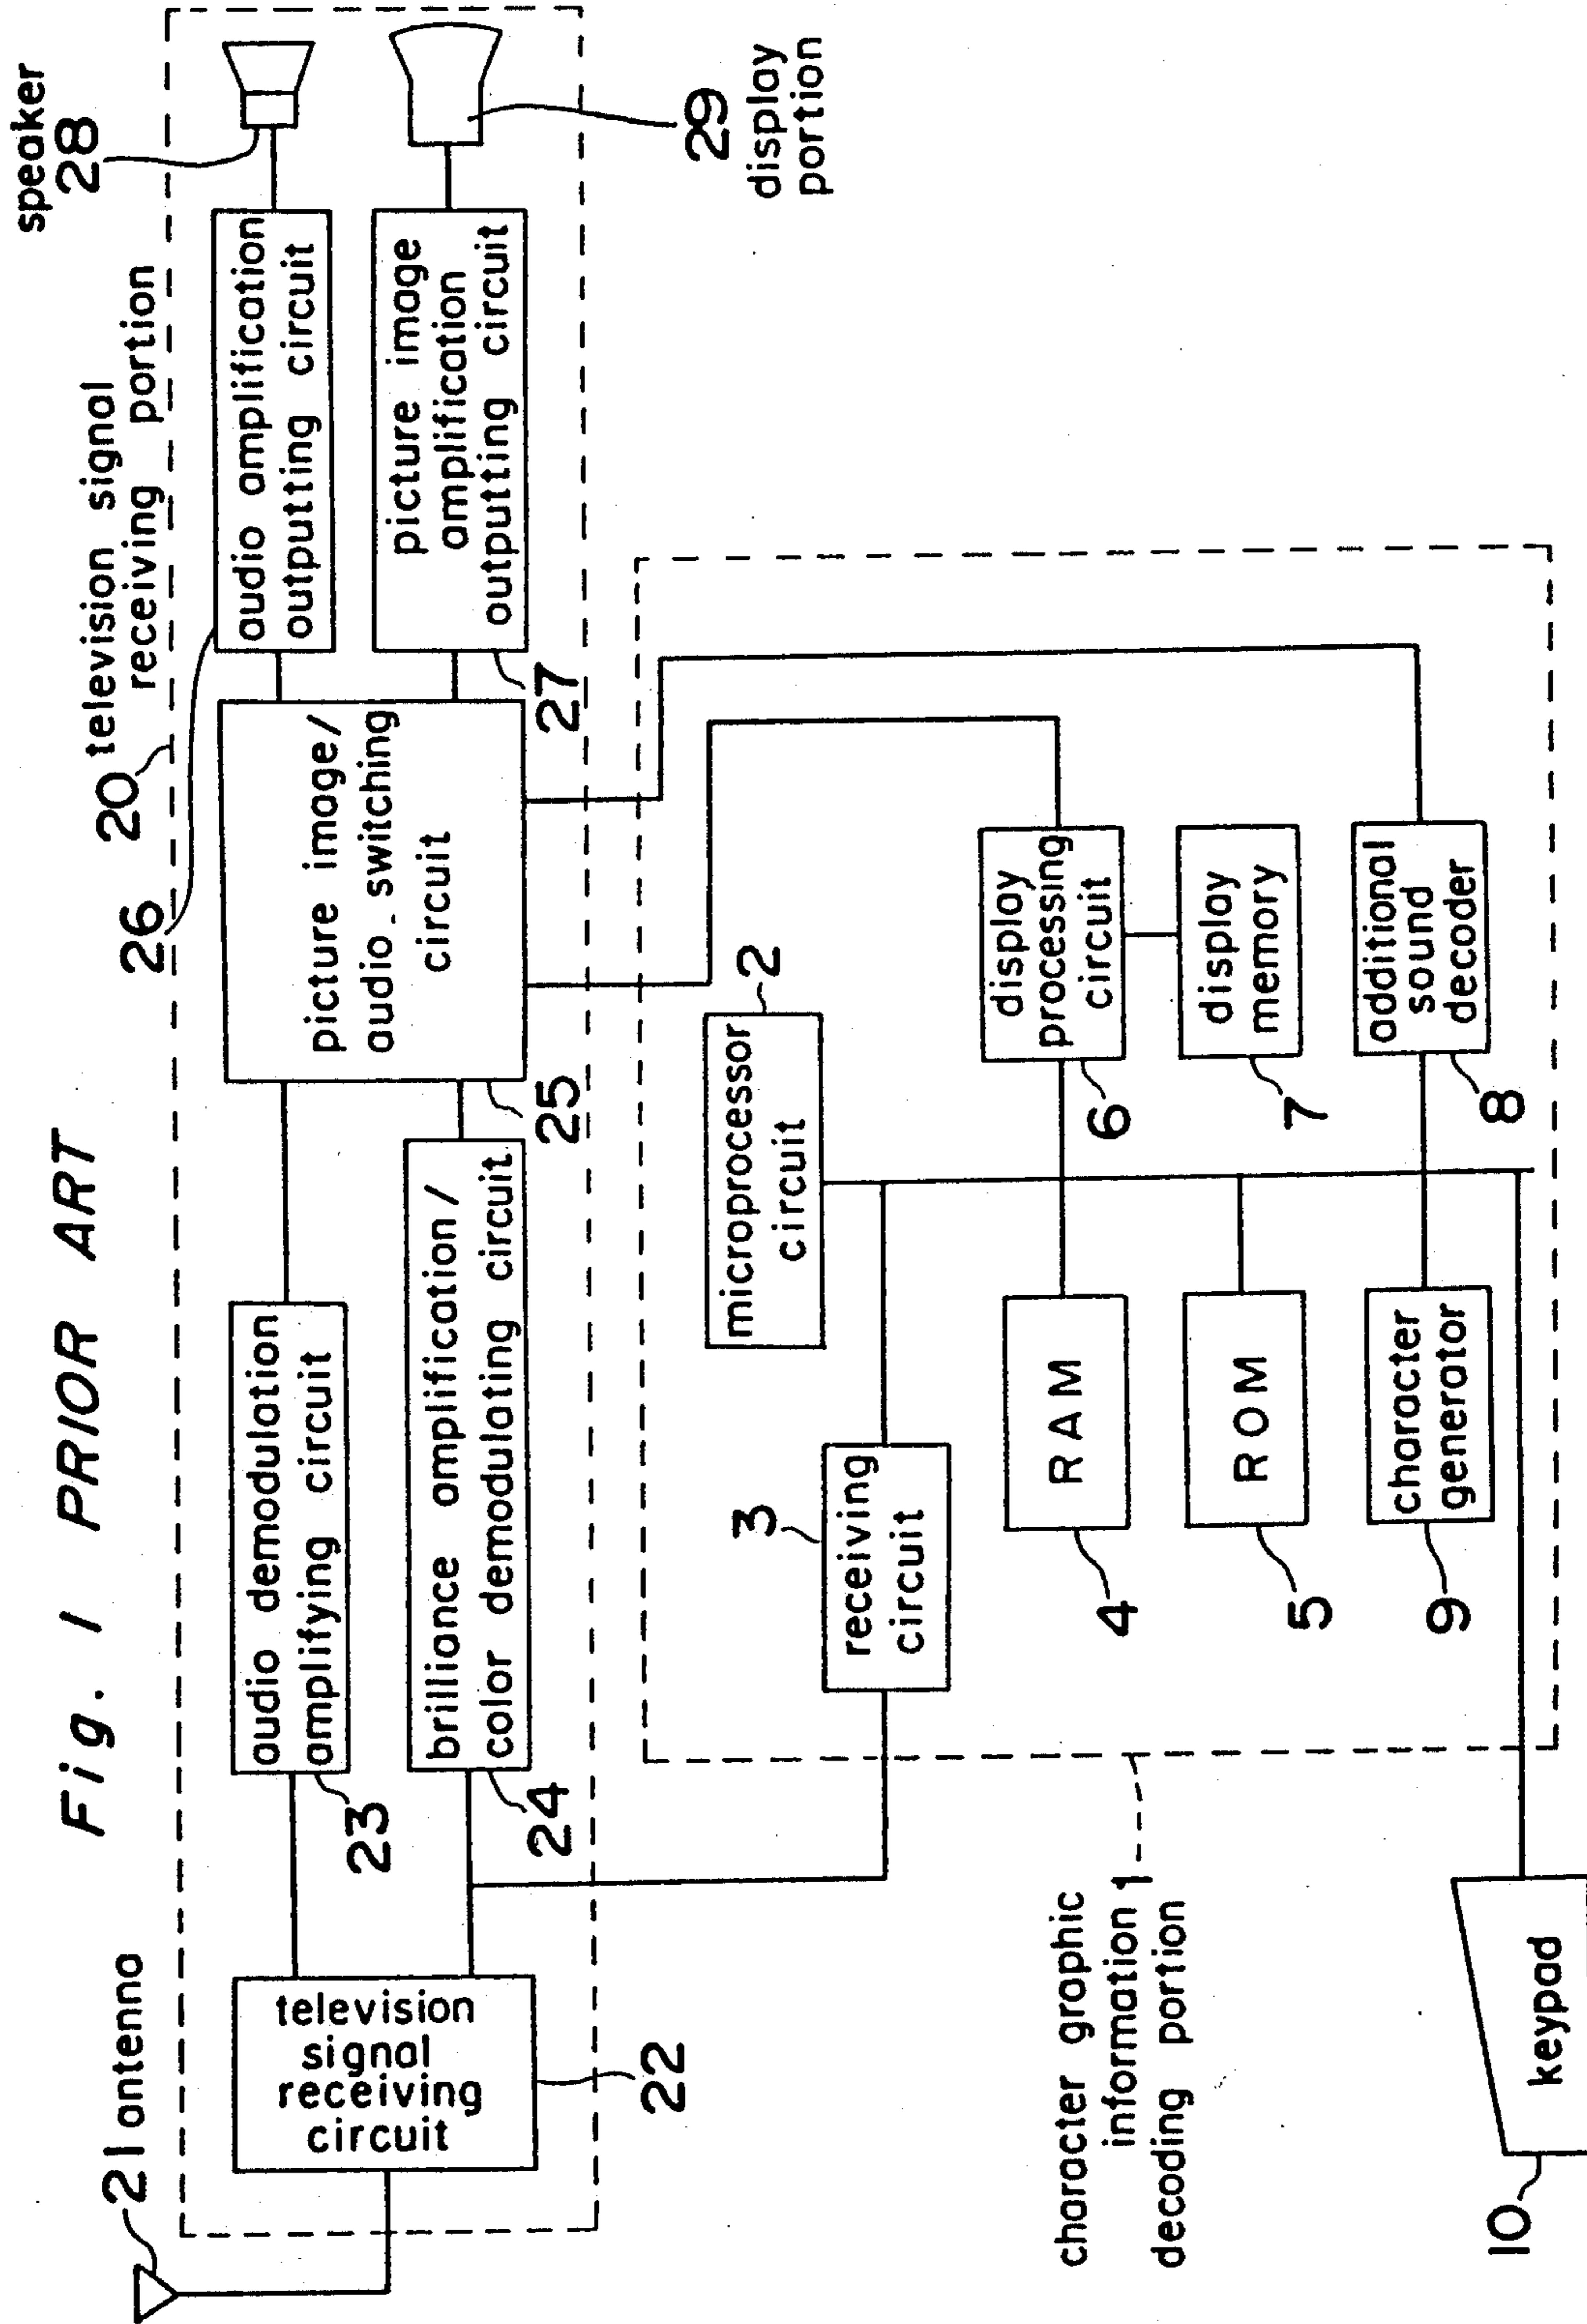 Fig. 1 PRIOR ART
21 antenna
television
signal
receiving
circuit
22
audio demodulation
amplifying circuit
23
brilliance amplification/
color demodulating circuit
24
picture image/
audio switching
circuit
25
26
20 television signal
receiving portion
audio amplification
outputting circuit
picture image
amplification
outputting circuit
27
speaker
28
29
display
portion
character graphic
information 1
decoding portion
microprocessor
circuit
2
3
receiving
circuit
RAM
4
ROM
5
character
generator
9
display
processing
circuit
6
display
memory
7
additional
sound
decoder
8
keypad
10